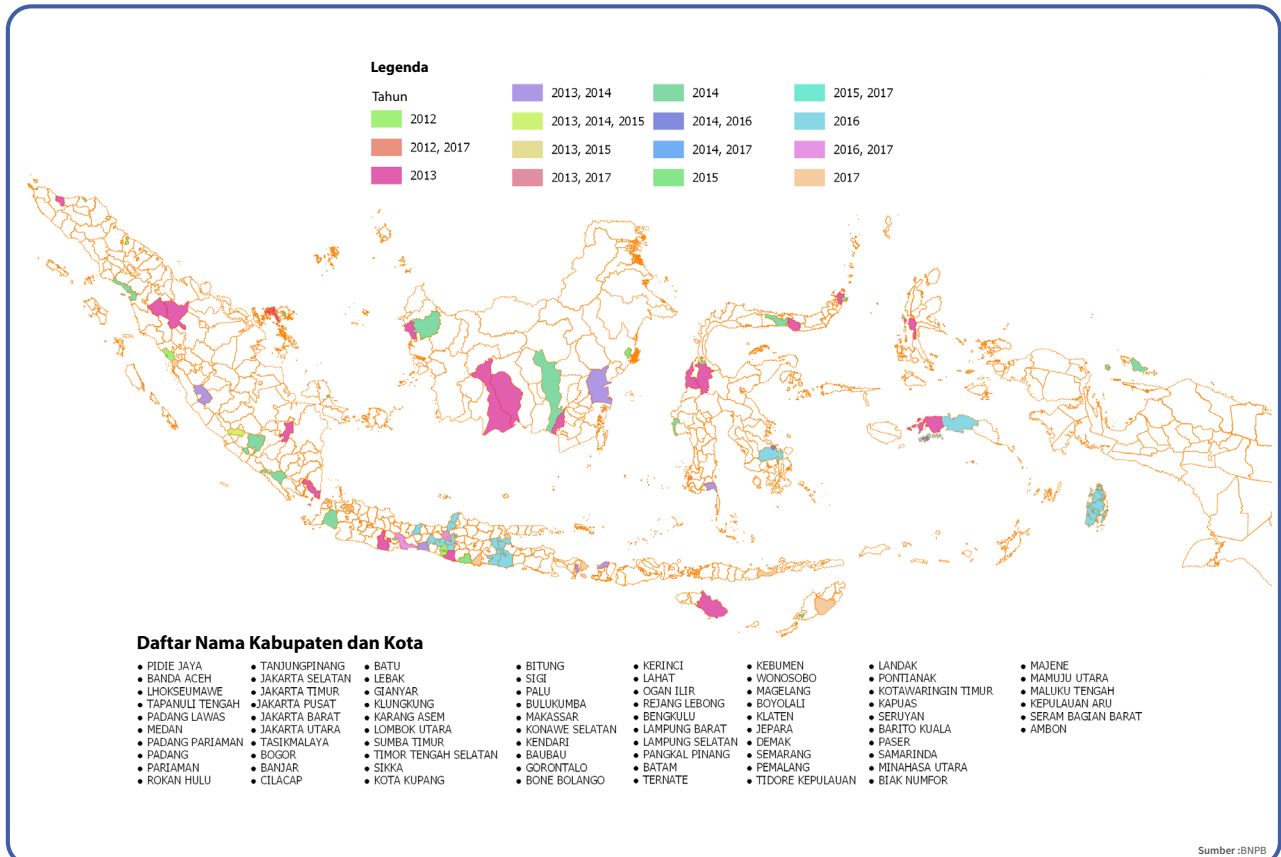 Legenda
Tahun
2012
2012, 2017
2013
2013, 2014
2013, 2014, 2015
2013, 2015
2013, 2017
2014
2014, 2016
2014, 2017
2015
2015, 2017
2016
2016, 2017
2017
Daftar Nama Kabupaten dan Kota
• PIDIE JAYA
• BANDA ACEH
• LHOKSEUMAWE
• TAPANULI TENGAH
• PADANG LAWAS
• MEDAN
• PADANG PARIAMAN
• PADANG
• PARIAMAN
• ROKAN HULU
• TANJUNGPINANG
• JAKARTA SELATAN
• JAKARTA TIMUR
•JAKARTA PUSAT
• JAKARTA BARAT
• JAKARTA UTARA
• TASIKMALAYA
• BOGOR
• BANJAR
• CILACAP
• BATU
• LEBAK
• GIANYAR
• KLUNGKUNG
• KARANG ASEM
• LOMBOK UTARA
• SUMBA TIMUR
• TIMOR TENGAH SELATAN
• SIKKA
• KOTA KUPANG
• BITUNG
• SIGI
• PALU
• BULUKUMBA
• MAKASSAR
• KONAWE SELATAN
• KENDARI
• BAUBAU
• GORONTALO
• BONE BOLANGO
• KERINCI
• LAHAT
• OGAN ILIR
• REJANG LEBONG
• BENGKULU
• LAMPUNG BARAT
• LAMPUNG SELATAN
• PANGKAL PINANG
• BATAM
• TERNATE
• KEBUMEN
• WONOSOBO
• MAGELANG
• BOYOLALI
• KLATEN
• JEPARA
• DEMAK
• SEMARANG
• PEMALANG
• TIDORE KEPULAUAN
• LANDAK
• PONTIANAK
• KOTAWARINGIN TIMUR
• KAPUAS
• SERUYAN
• BARITO KUALA
• PASER
• SAMARINDA
• MINAHASA UTARA
• BIAK NUMFOR
• MAJENE
• MAMUJU UTARA
• MALUKU TENGAH
• KEPULAUAN ARU
• SERAM BAGIAN BARAT
• AMBON
Sumber :BNPB